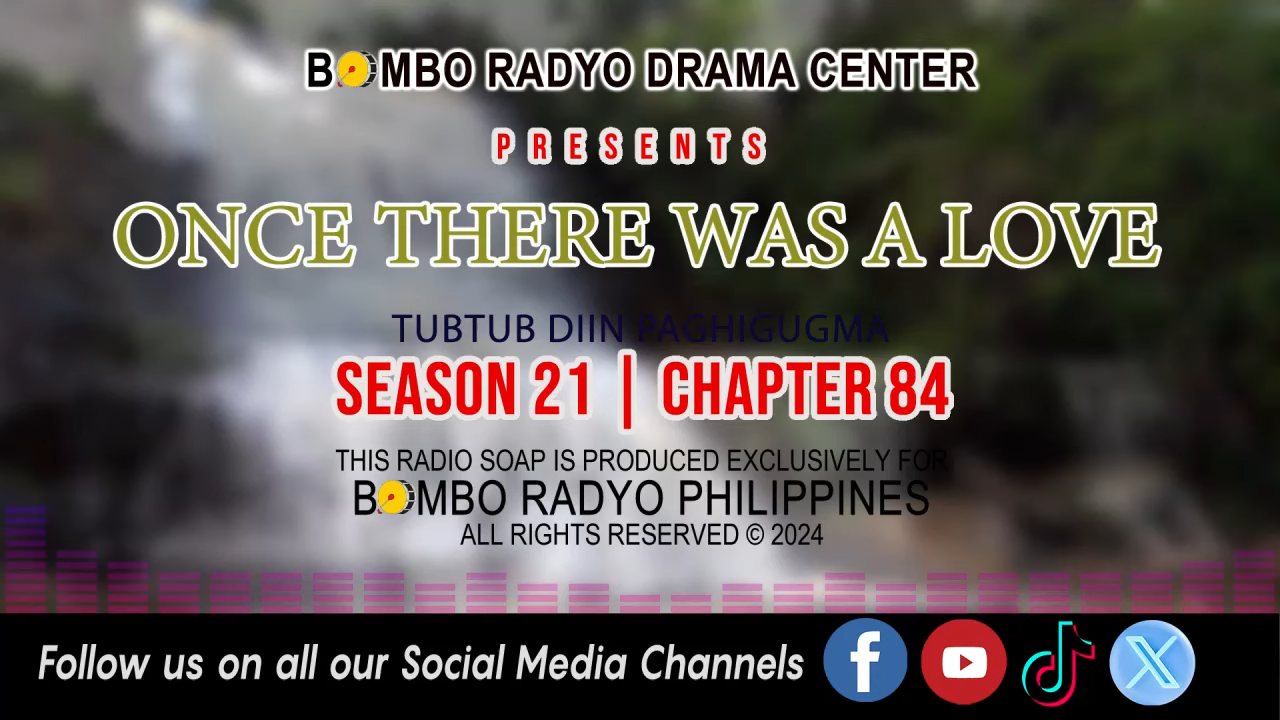 BOMBO RADYO DRAMA CENTER
PRESENTS
ONCE THERE WAS A LOVE
TUBTUB DIIN PAGHIGUGMA
SEASON 21 | CHAPTER 84
THIS RADIO SOAP IS PRODUCED EXCLUSIVELY FOR
BOMBO RADYO PHILIPPINES
ALL RIGHTS RESERVED © 2024
Follow us on all our Social Media Channels